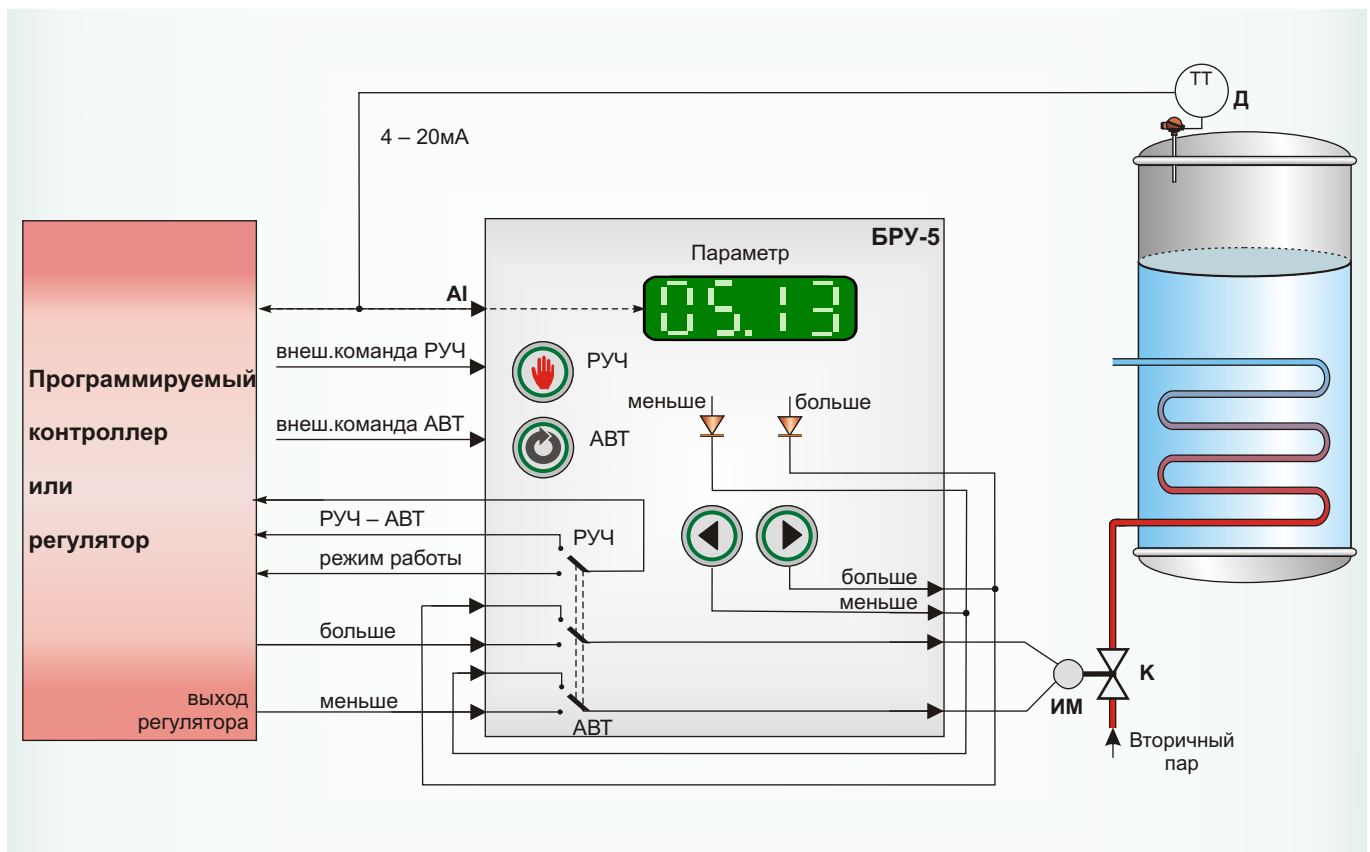 ТТ
Д
4 – 20мА
БРУ-5
Параметр
AI
05.13
внеш.команда РУЧ
РУЧ
Программируемый
контроллер
или
регулятор
меньше
больше
внеш.команда АВТ
АВТ
РУЧ – АВТ
РУЧ
режим работы
больше
меньше
больше
меньше
выход
регулятора
АВТ
К
ИМ
Вторичный
пар